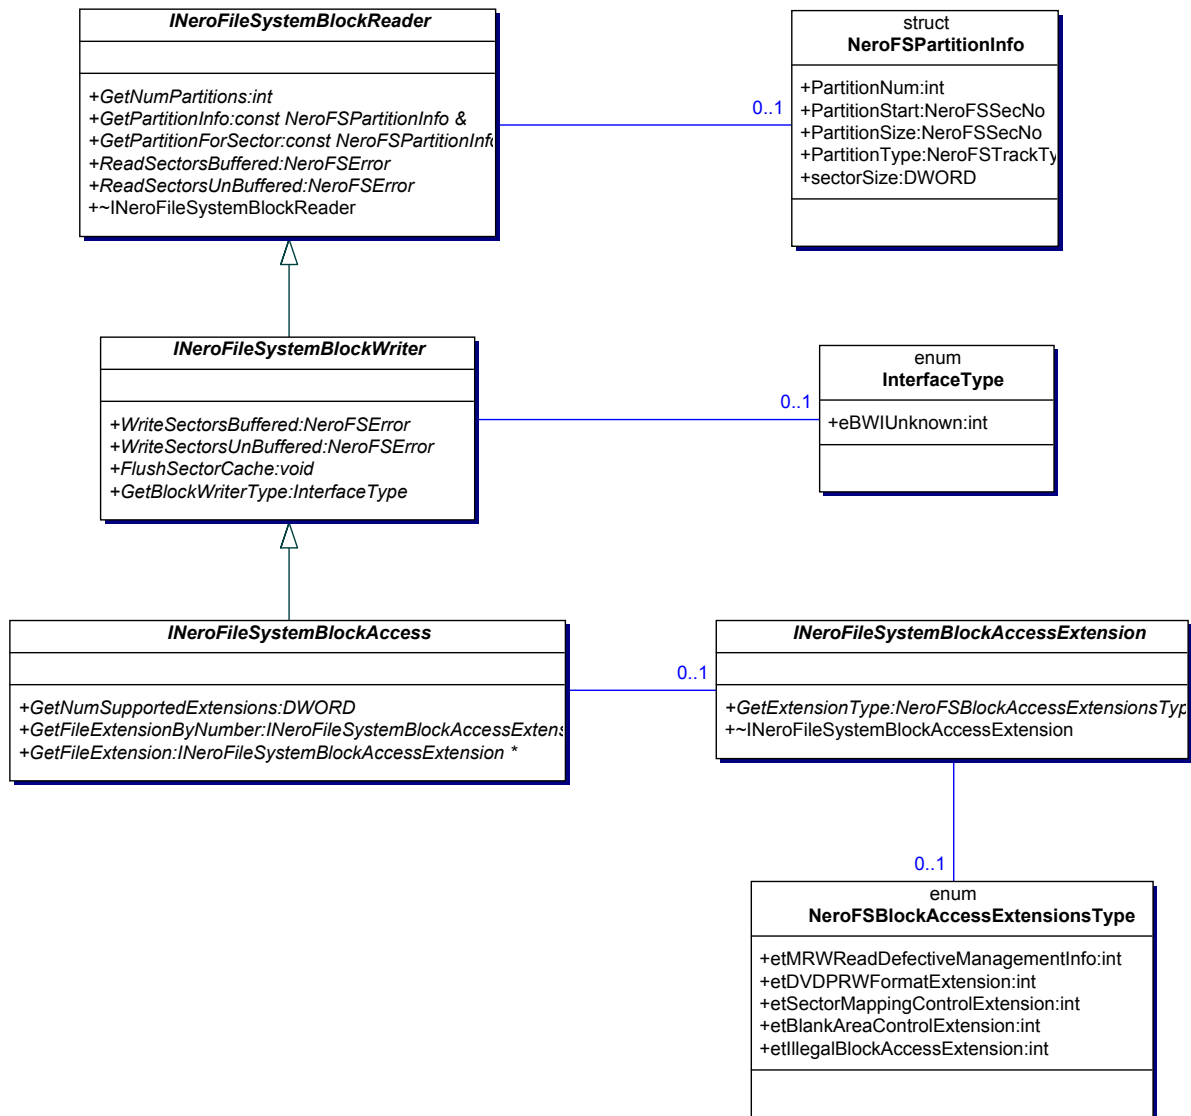 INeroFileSystemBlockReader
+GetNumPartitions:int
+GetPartitionInfo:const NeroFSPartitionInfo &
+GetPartitionForSector:const NeroFSPartitionInfo
+ReadSectorsBuffered:NeroFSError
+ReadSectorsUnBuffered:NeroFSError
+~INeroFileSystemBlockReader
0..1
struct
NeroFSPartitionInfo
+PartitionNum:int
+PartitionStart:NeroFSSecNo
+PartitionSize:NeroFSSecNo
+PartitionType:NeroFSTrackTy
+sectorSize:DWORD
INeroFileSystemBlockWriter
+WriteSectorsBuffered:NeroFSError
+WriteSectorsUnBuffered:NeroFSError
+FlushSectorCache:void
+GetBlockWriterType:InterfaceType
0..1
enum
InterfaceType
+eBWIUnknown:int
INeroFileSystemBlockAccess
+GetNumSupportedExtensions:DWORD
+GetFileExtensionByNumber:INeroFileSystemBlockAccessExtens
+GetFileExtension:INeroFileSystemBlockAccessExtension *
0..1
INeroFileSystemBlockAccessExtension
+GetExtensionType:NeroFSBlockAccessExtensionsTyp
+~INeroFileSystemBlockAccessExtension
0..1
enum
NeroFSBlockAccessExtensionsType
+etMRWReadDefectiveManagementInfo:int
+etDVDPRWFormatExtension:int
+etSectorMappingControlExtension:int
+etBlankAreaControlExtension:int
+etIllegalBlockAccessExtension:int